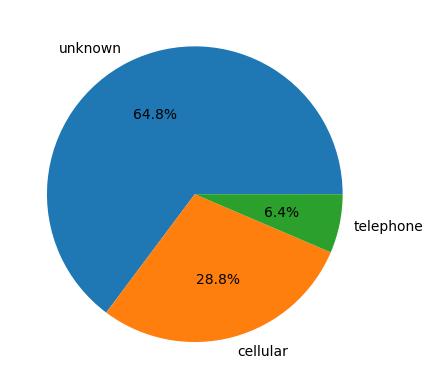 unknown
64.8%
6.4%
telephone
28.8%
cellular